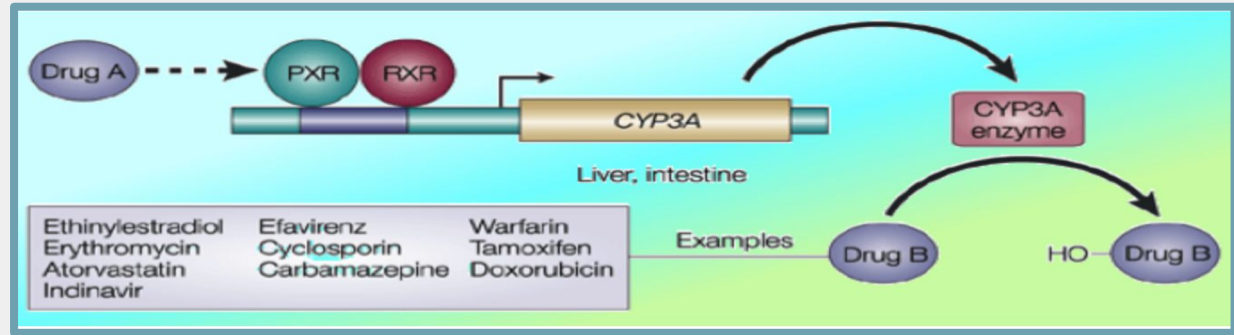 Drug A
PXR
RXR
CYP3A
CYP3A
enzyme
Liver, intestine
Ethinylestradiol
Erythromycin
Atorvastatin
Indinavir
Efavirenz
Cyclosporin
Carbamazepine
Warfarin
Tamoxifen
Doxorubicin
Examples
Drug B
HO
Drug B